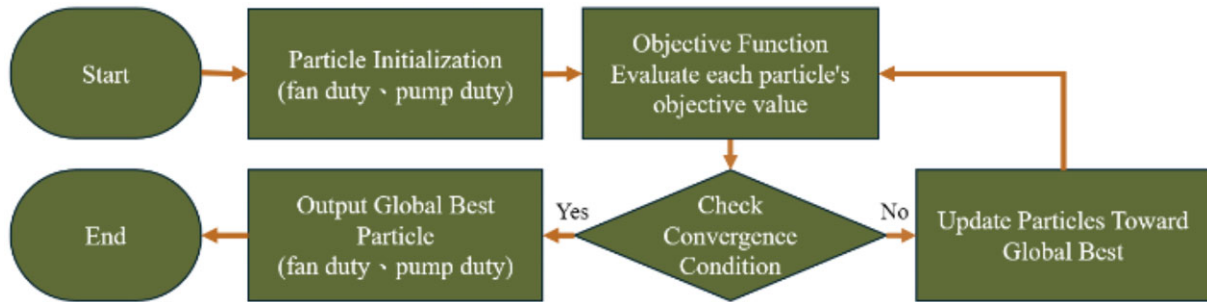 Start
Particle Initialization
(fan duty、pump duty)
Objective Function
Evaluate each particle's
objective value
Check
Convergence
Condition
Yes
No
Update Particles Toward
Global Best
Output Global Best
Particle
(fan duty、pump duty)
End